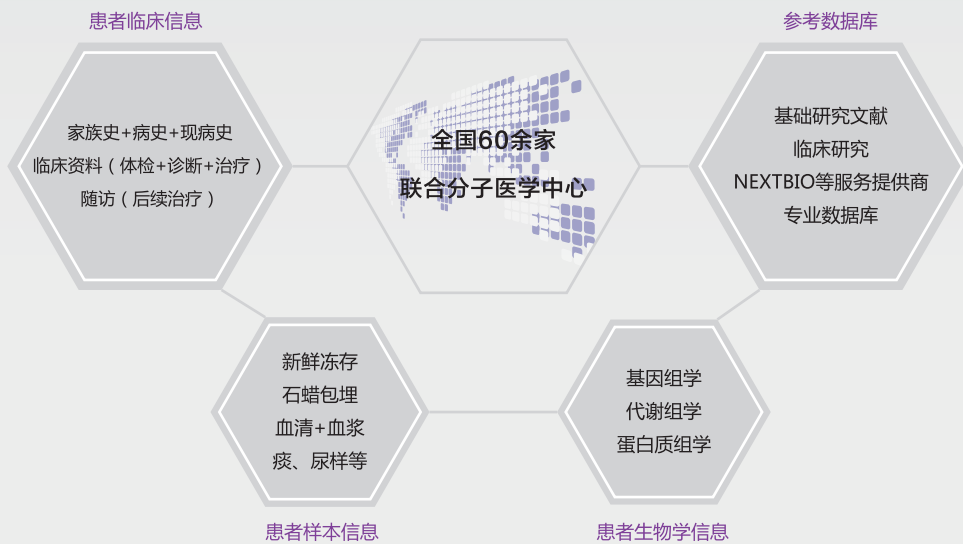 患者临床信息
家族史+病史+现病史
临床资料（体检+诊断+治疗）
随访（后续治疗）
全国60余家
联合分子医学中心
参考数据库
基础研究文献
临床研究
NEXTBIO等服务提供商
专业数据库
新鲜冻存
石蜡包埋
血清+血浆
痰、尿样等
患者样本信息
基因组学
代谢组学
蛋白质组学
患者生物学信息